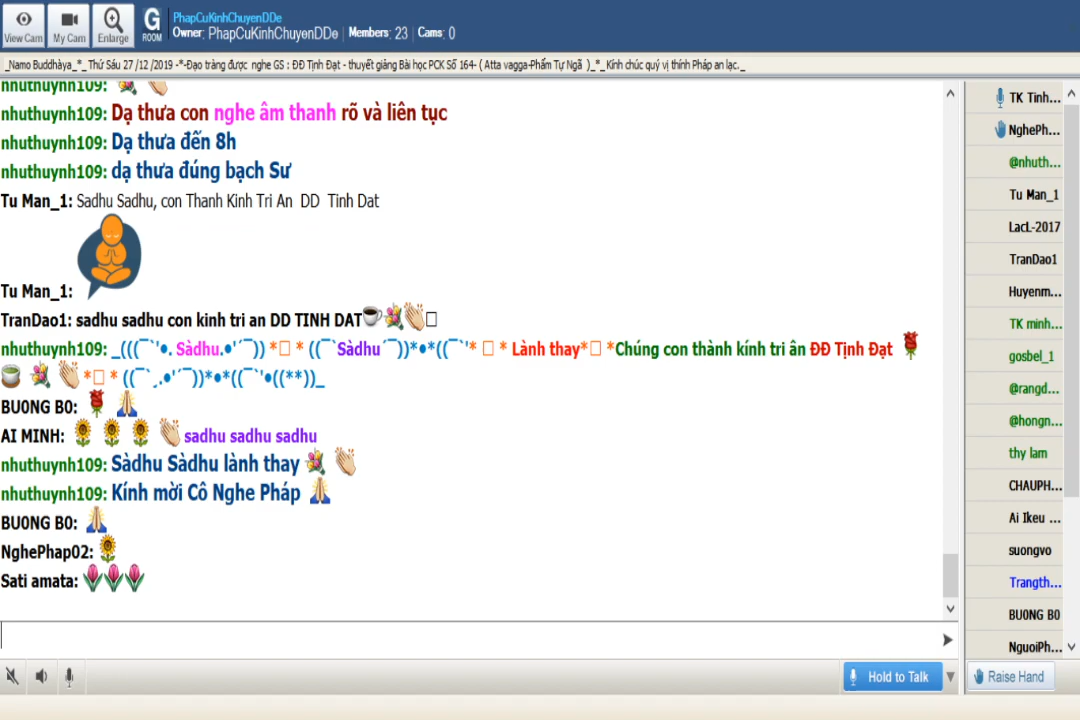 View Cam
My Cam
Enlarge
G
ROOM
PhapCuKinhChuyenDDe
Owner: PhapCuKinhChuyenDDe Members: 23 Cams: 0
_Namo Buddhàya_*_ Thứ Sáu 27 /12 /2019 -*-Đạo tràng được nghe GS : ĐĐ Tịnh Đạt - thuyết giảng Bài học PCK Số 164- ( Atta vagga-Phẩm Tự Ngã )_*_ Kính chúc quý vị thính Pháp an lạc._
nhuthuynh109:
nhuthuynh109: Dạ thưa con nghe âm thanh rõ và liên tục
nhuthuynh109: Dạ thưa đến 8h
nhuthuynh109: dạ thưa đúng bạch Sư
Tu Man_1: Sadhu Sadhu, con Thanh Kinh Tri An DD Tinh Dat
Tu Man_1:
TranDao1: sadhu sadhu con kinh tri an DD TINH DAT
nhuthuynh109: _(((¯`'•. Sàdhu.•'´¯)) *□ * ((¯`Sàdhu´¯))*•*((¯`'* □ * Lành thay*□ *Chúng con thành kính tri ân ĐĐ Tịnh Đạt
*□ * ((¯`¸.•'´¯))*•*((¯`'•((**))_
BU0NG B0:
AI MINH: sadhu sadhu sadhu
nhuthuynh109: Sàdhu Sàdhu lành thay
nhuthuynh109: Kính mời Cô Nghe Pháp
BU0NG B0:
NghePhap02:
Sati amata:
TK Tinh...
NghePh...
@nhuth...
Tu Man_1
LacL-2017
TranDao1
Huyenm...
TK minh...
gosbel_1
@rangd...
@hongn...
thy lam
CHAUPH...
Ai Ikeu ...
suongvo
Trangth...
BU0NG B0
NguoiPh...
Hold to Talk
Raise Hand